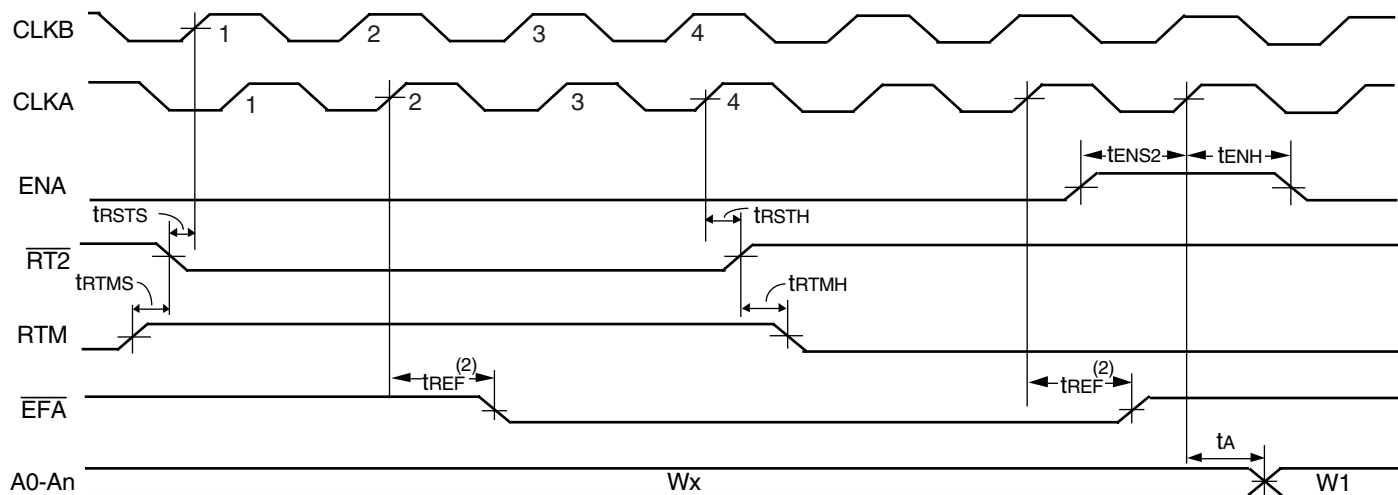 CLKB 1 2 3 4
CLKA 1 2 3 4
tENS2 tENH
ENA
tRSTS tRSTH
RT2
tRTMS tRTMH
RTM
tREF(2) tREF(2)
EFA
tA
A0-An Wx W1